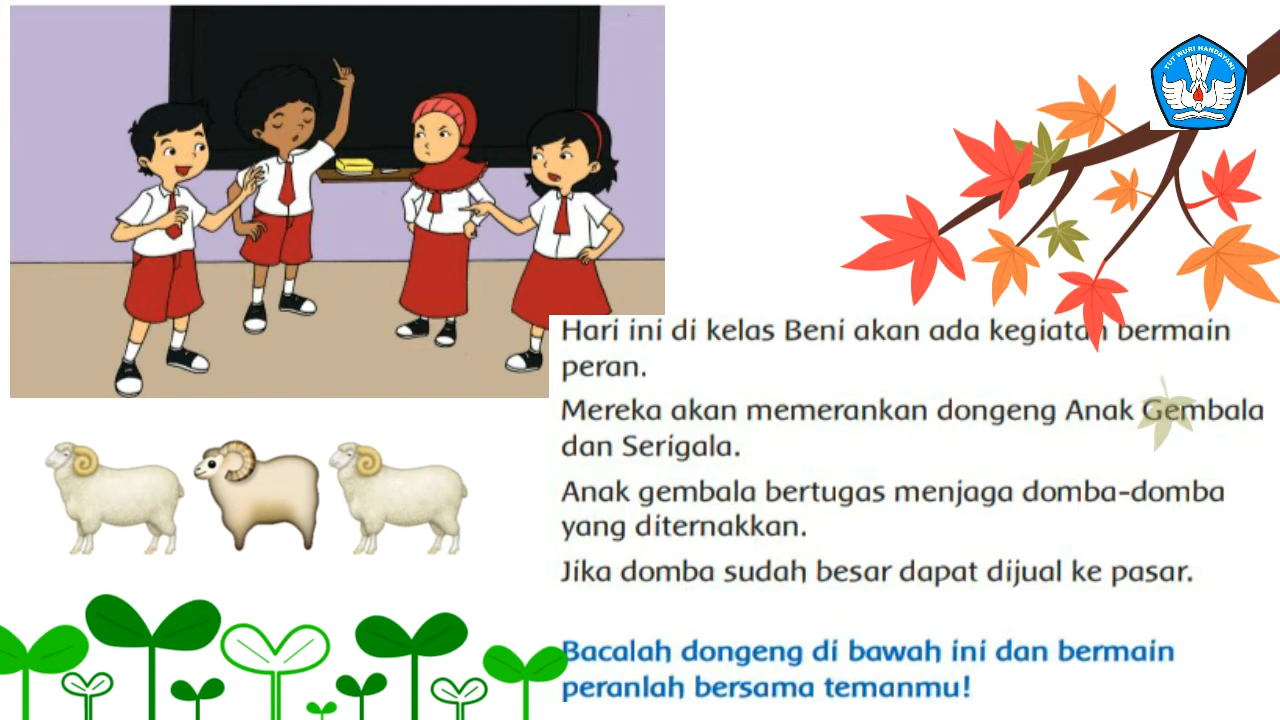 TUT WURI HANDAYANI
Hari ini di kelas Beni akan ada kegiatan bermain
peran.
Mereka akan memerankan dongeng Anak Gembala
dan Serigala.
Anak gembala bertugas menjaga domba-domba
yang diternakkan.
Jika domba sudah besar dapat dijual ke pasar.
Bacalah dongeng di bawah ini dan bermain
peranlah bersama temanmu!